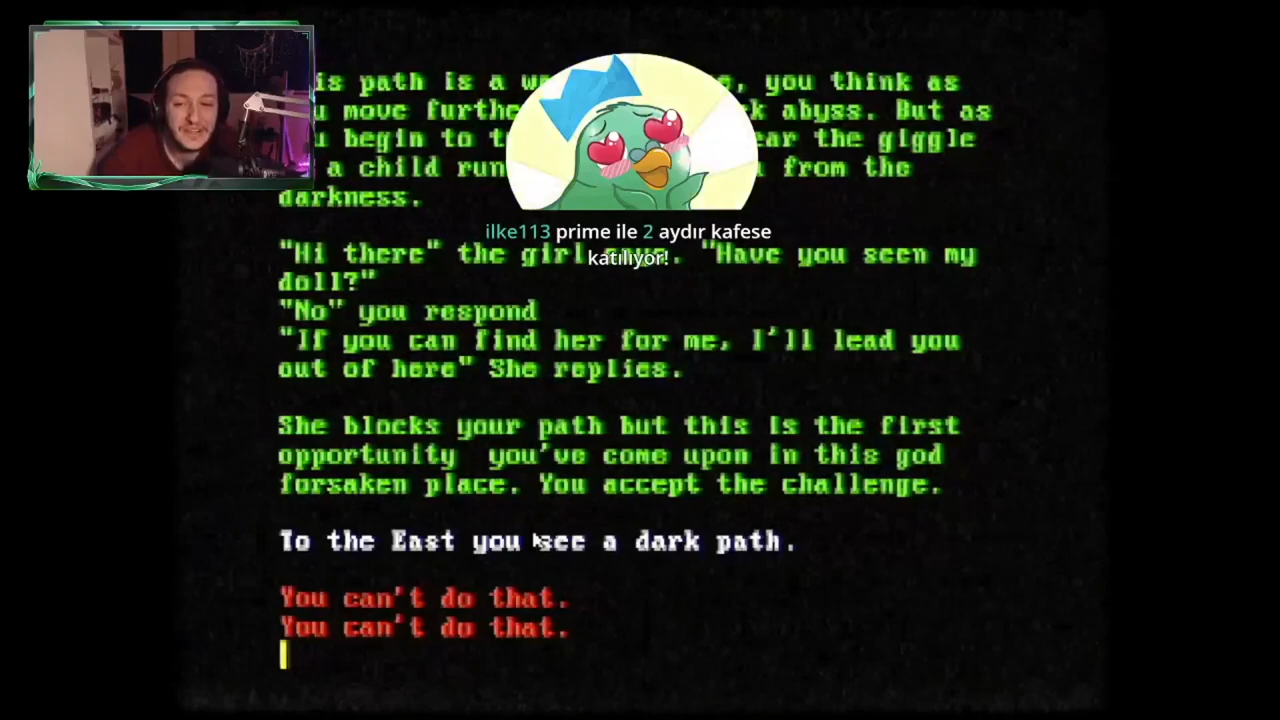 is path is a
you think as
move
abyss. But as
begin to
the giggle
a child
from the
darkness.
ilke113 prime ile 2 aydır kafese
katılıyor!
"Hi there" the girl says. "Have you seen my
doll?"
"No" you respond
"If you can find her for me, I'll lead you
out of here" She replies.
She blocks your path but this is the first
opportunity you've come upon in this god
forsaken place. You accept the challenge.
To the East you see a dark path.
You can't do that.
You can't do that.